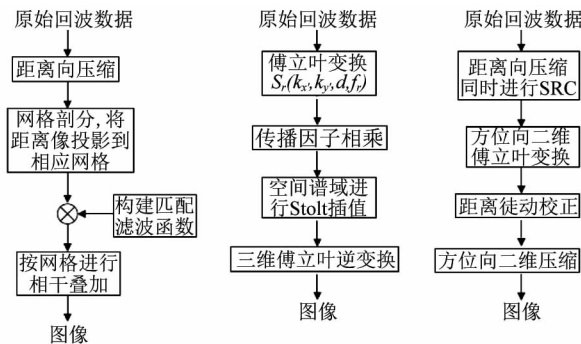 原始回波数据
距离向压缩
网格剖分,将
距离像投影到
相应网格
构建匹配
滤波函数
按网格进行
相干叠加
图像
原始回波数据
傅立叶变换
Sr(kx,ky,d,fr)
传播因子相乘
空间谱域进
行Stolt插值
三维傅立叶逆变换
图像
原始回波数据
距离向压缩
同时进行SRC
方位向二维
傅立叶变换
距离徒动校正
方位向二维压缩
图像